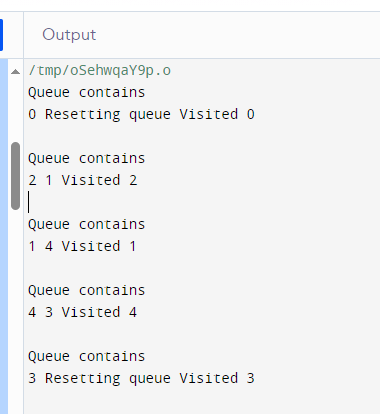 Output
/tmp/oSehwqaY9p.o
Queue contains
0 Resetting queue Visited 0
Queue contains
2 1 Visited 2
Queue contains
1 4 Visited 1
Queue contains
4 3 Visited 4
Queue contains
3 Resetting queue Visited 3